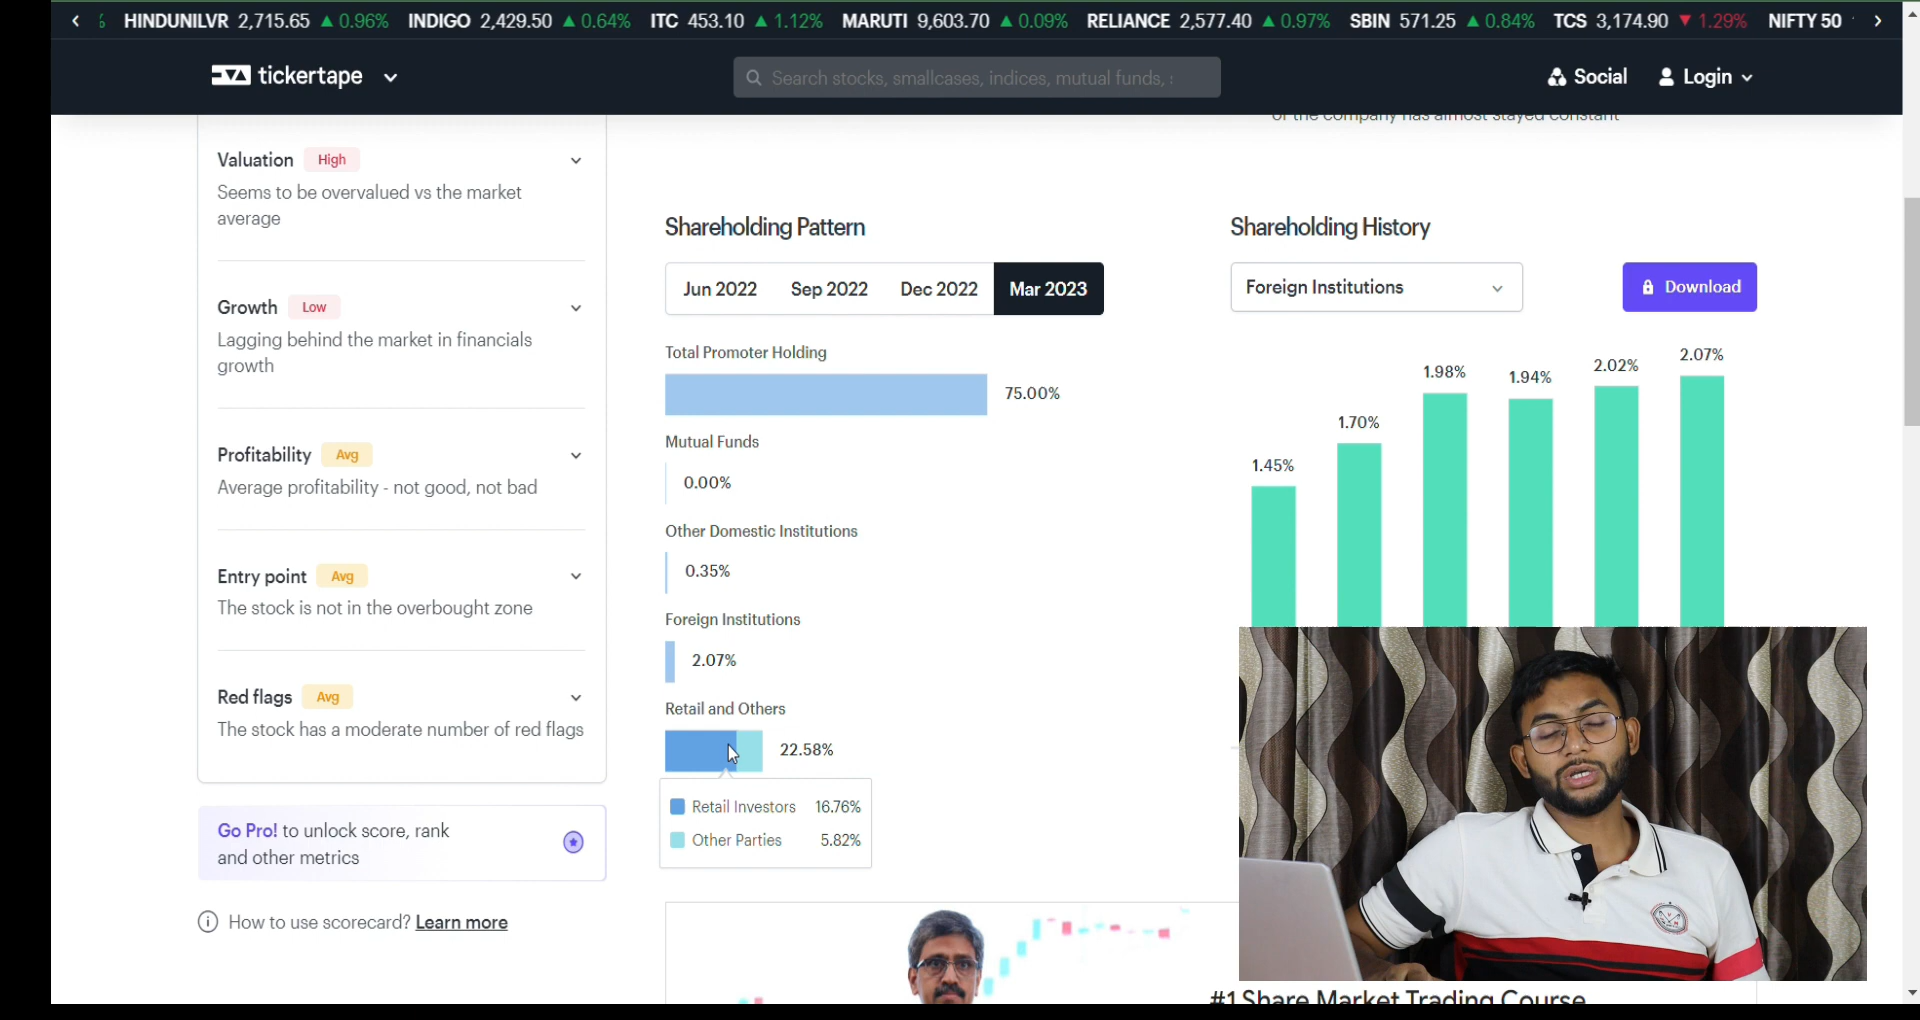 HINDUNILVR 2,715.65 ▲ 0.96% INDIGO 2,429.50 ▲ 0.64% ITC 453.10 ▲ 1.12% MARUTI 9,603.70 ▲ 0.09% RELIANCE 2,577.40 ▲ 0.97% SBIN 571.25 ▲ 0.84% TCS 3,174.90 ▼ 1.29% NIFTY 50
tickertape
Search stocks, smallcases, indices, mutual funds,
Social
Login
of the company has almost stayed constant
Valuation High
Seems to be overvalued vs the market
average
Growth Low
Lagging behind the market in financials
growth
Profitability Avg
Average profitability - not good, not bad
Entry point Avg
The stock is not in the overbought zone
Red flags Avg
The stock has a moderate number of red flags
Go Pro! to unlock score, rank
and other metrics
How to use scorecard? Learn more
Shareholding Pattern
Jun 2022 Sep 2022 Dec 2022 Mar 2023
Total Promoter Holding
75.00%
Mutual Funds
0.00%
Other Domestic Institutions
0.35%
Foreign Institutions
2.07%
Retail and Others
22.58%
Retail Investors 16.76%
Other Parties 5.82%
Shareholding History
Foreign Institutions
Download
1.45% 1.70% 1.98% 1.94% 2.02% 2.07%
#1 Share Market Trading Course